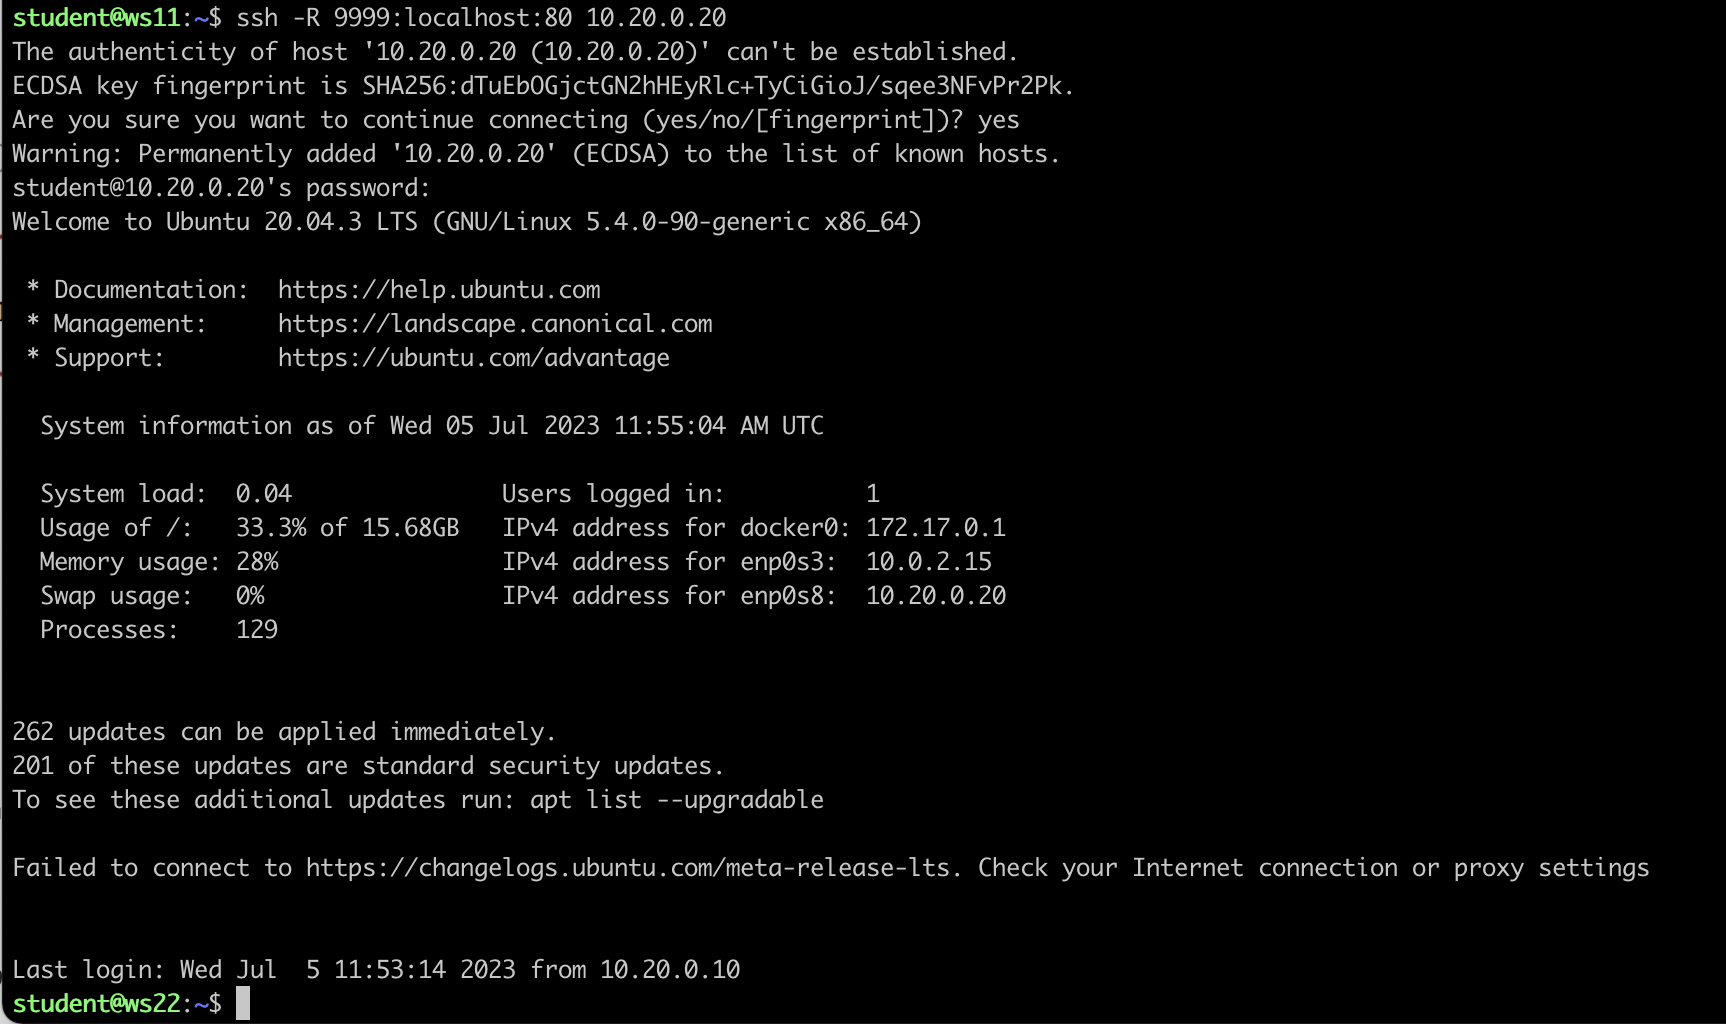 student@ws11:~$ ssh -R 9999:localhost:80 10.20.0.20
The authenticity of host '10.20.0.20 (10.20.0.20)' can't be established.
ECDSA key fingerprint is SHA256:dTuEbOGjctGN2hHEyRlc+TyCiGioJ/sqee3NFvPr2Pk.
Are you sure you want to continue connecting (yes/no/[fingerprint])? yes
Warning: Permanently added '10.20.0.20' (ECDSA) to the list of known hosts.
student@10.20.0.20's password:
Welcome to Ubuntu 20.04.3 LTS (GNU/Linux 5.4.0-90-generic x86_64)

 * Documentation:  https://help.ubuntu.com
 * Management:     https://landscape.canonical.com
 * Support:        https://ubuntu.com/advantage

  System information as of Wed 05 Jul 2023 11:55:04 AM UTC

  System load:  0.04               Users logged in:          1
  Usage of /:   33.3% of 15.68GB   IPv4 address for docker0: 172.17.0.1
  Memory usage: 28%                IPv4 address for enp0s3:  10.0.2.15
  Swap usage:   0%                 IPv4 address for enp0s8:  10.20.0.20
  Processes:    129

262 updates can be applied immediately.
201 of these updates are standard security updates.
To see these additional updates run: apt list --upgradable

Failed to connect to https://changelogs.ubuntu.com/meta-release-lts. Check your Internet connection or proxy settings

Last login: Wed Jul  5 11:53:14 2023 from 10.20.0.10
student@ws22:~$